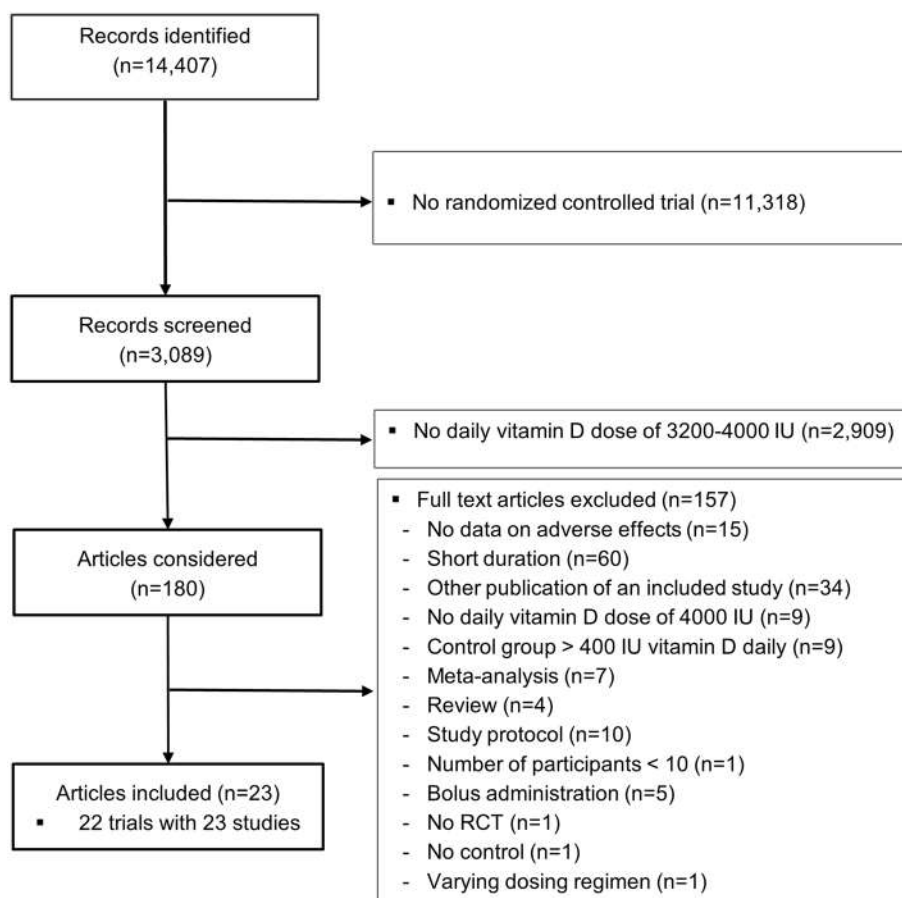 Records identified
(n=14,407)
▪ No randomized controlled trial (n=11,318)
Records screened
(n=3,089)
▪ No daily vitamin D dose of 3200-4000 IU (n=2,909)
Articles considered
(n=180)
▪ Full text articles excluded (n=157)
- No data on adverse effects (n=15)
- Short duration (n=60)
- Other publication of an included study (n=34)
- No daily vitamin D dose of 4000 IU (n=9)
- Control group > 400 IU vitamin D daily (n=9)
- Meta-analysis (n=7)
- Review (n=4)
- Study protocol (n=10)
- Number of participants < 10 (n=1)
- Bolus administration (n=5)
- No RCT (n=1)
- No control (n=1)
- Varying dosing regimen (n=1)
Articles included (n=23)
▪ 22 trials with 23 studies